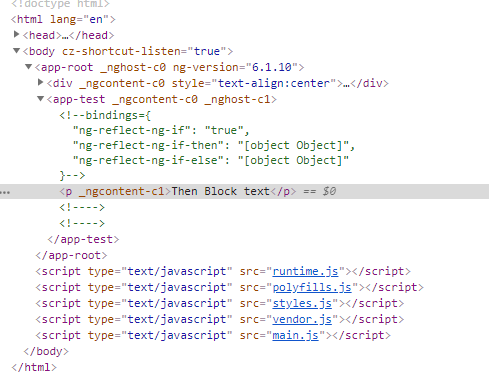 <!doctype html>
<html lang="en">
<head>…</head>
<body cz-shortcut-listen="true">
<app-root _nghost-c0 ng-version="6.1.10">
<div _ngcontent-c0 style="text-align:center">…</div>
<app-test _ngcontent-c0 _nghost-c1>
<!--bindings={
"ng-reflect-ng-if": "true",
"ng-reflect-ng-if-then": "[object Object]",
"ng-reflect-ng-if-else": "[object Object]"
}-->
... <p _ngcontent-c1>Then Block text</p> == $0
<!---->
<!---->
</app-test>
</app-root>
<script type="text/javascript" src="runtime.js"></script>
<script type="text/javascript" src="polyfills.js"></script>
<script type="text/javascript" src="styles.js"></script>
<script type="text/javascript" src="vendor.js"></script>
<script type="text/javascript" src="main.js"></script>
</body>
</html>